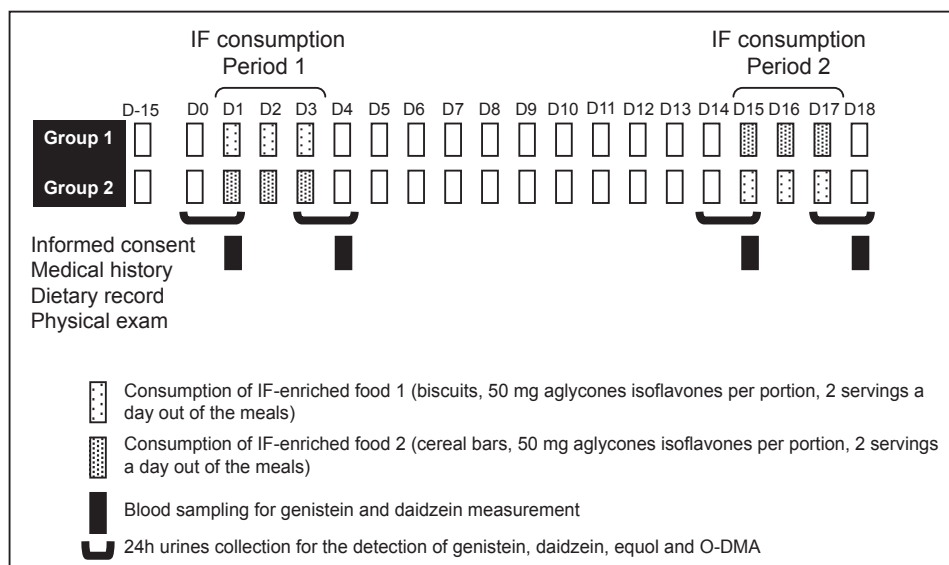 IF consumption
Period 1
IF consumption
Period 2
D-15 D0 D1 D2 D3 D4 D5 D6 D7 D8 D9 D10 D11 D12 D13 D14 D15 D16 D17 D18
Group 1
Group 2
Informed consent
Medical history
Dietary record
Physical exam
Consumption of IF-enriched food 1 (biscuits, 50 mg aglycones isoflavones per portion, 2 servings a
day out of the meals)
Consumption of IF-enriched food 2 (cereal bars, 50 mg aglycones isoflavones per portion, 2 servings
a day out of the meals)
Blood sampling for genistein and daidzein measurement
24h urines collection for the detection of genistein, daidzein, equol and O-DMA